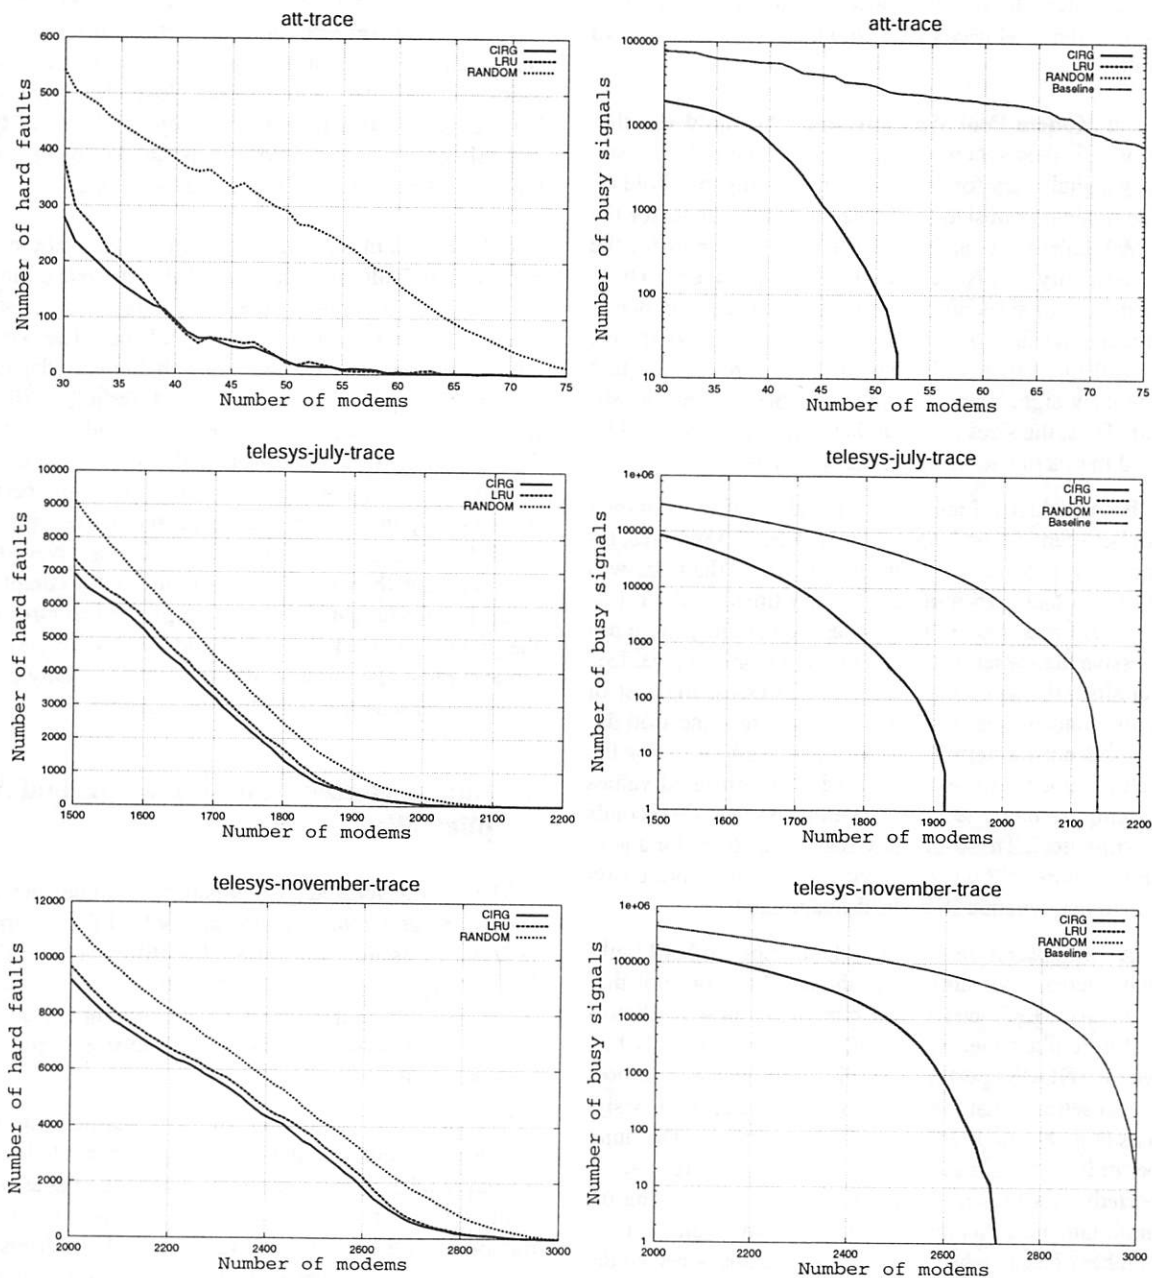 att-trace
600
500
400
300
200
100
0
Number of hard faults
CIRG
LRU
RANDOM
30 35 40 45 50 55 60 65 70 75
Number of modems
att-trace
100000
10000
1000
100
10
Number of busy signals
CIRG
LRU
RANDOM
Baseline
30 35 40 45 50 55 60 65 70 75
Number of modems
telesys-july-trace
10000
9000
8000
7000
6000
5000
4000
3000
2000
1000
0
Number of hard faults
CIRG
LRU
RANDOM
1500 1600 1700 1800 1900 2000 2100 2200
Number of modems
telesys-july-trace
1e+06
100000
10000
1000
100
10
1
Number of busy signals
CIRG
LRU
RANDOM
Baseline
1500 1600 1700 1800 1900 2000 2100 2200
Number of modems
telesys-november-trace
12000
10000
8000
6000
4000
2000
0
Number of hard faults
CIRG
LRU
RANDOM
2000 2200 2400 2600 2800 3000
Number of modems
telesys-november-trace
1e+06
100000
10000
1000
100
10
1
Number of busy signals
CIRG
LRU
RANDOM
Baseline
2000 2200 2400 2600 2800 3000
Number of modems